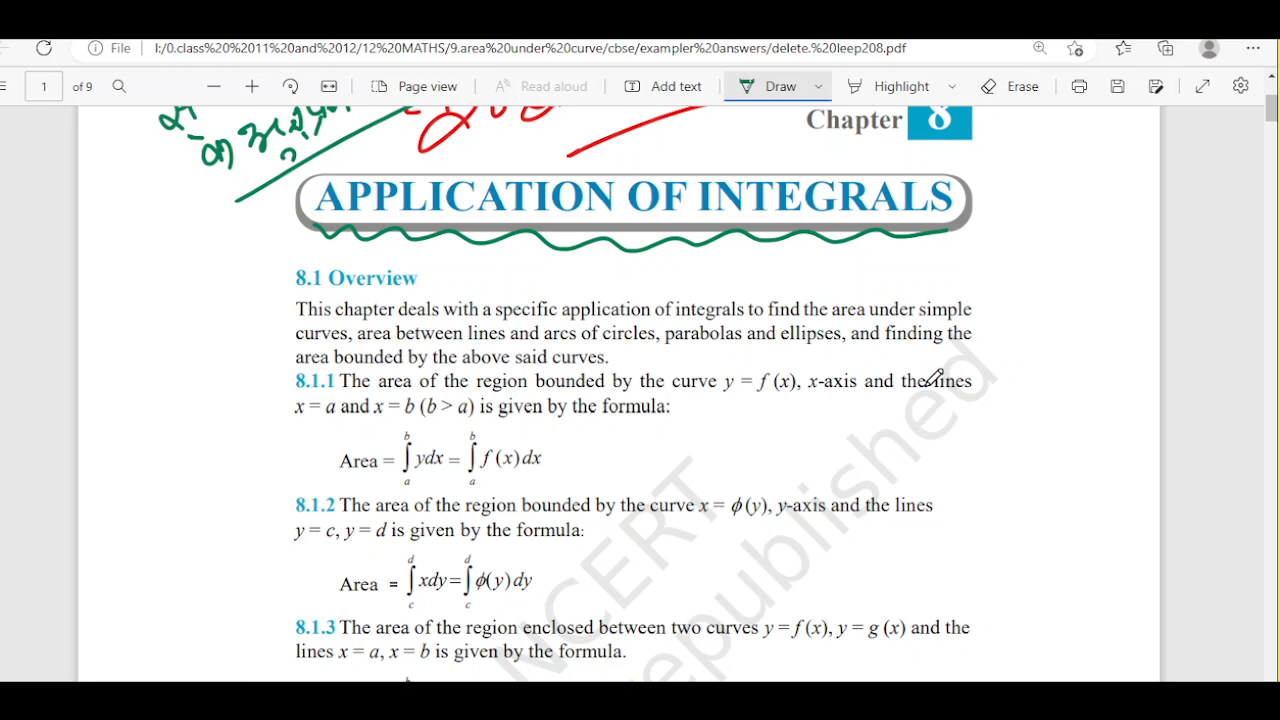 File I:/0.class%20%2011%20and%2012/12%20MATHS/9.area%20under%20curve/cbse/exampler%20answers/delete.%20leep208.pdf
1 of 9 Page view Read aloud Add text Draw Highlight Erase
Chapter 8
APPLICATION OF INTEGRALS
8.1 Overview
This chapter deals with a specific application of integrals to find the area under simple
curves, area between lines and arcs of circles, parabolas and ellipses, and finding the
area bounded by the above said curves.
8.1.1 The area of the region bounded by the curve y = f (x), x-axis and the lines
x = a and x = b (b > a) is given by the formula:
Area = ∫_a^b ydx = ∫_a^b f (x) dx
8.1.2 The area of the region bounded by the curve x = ϕ (y), y-axis and the lines
y = c, y = d is given by the formula:
Area = ∫_c^d xdy = ∫_c^d ϕ(y) dy
8.1.3 The area of the region enclosed between two curves y = f (x), y = g (x) and the
lines x = a, x = b is given by the formula.
NCERT
republished